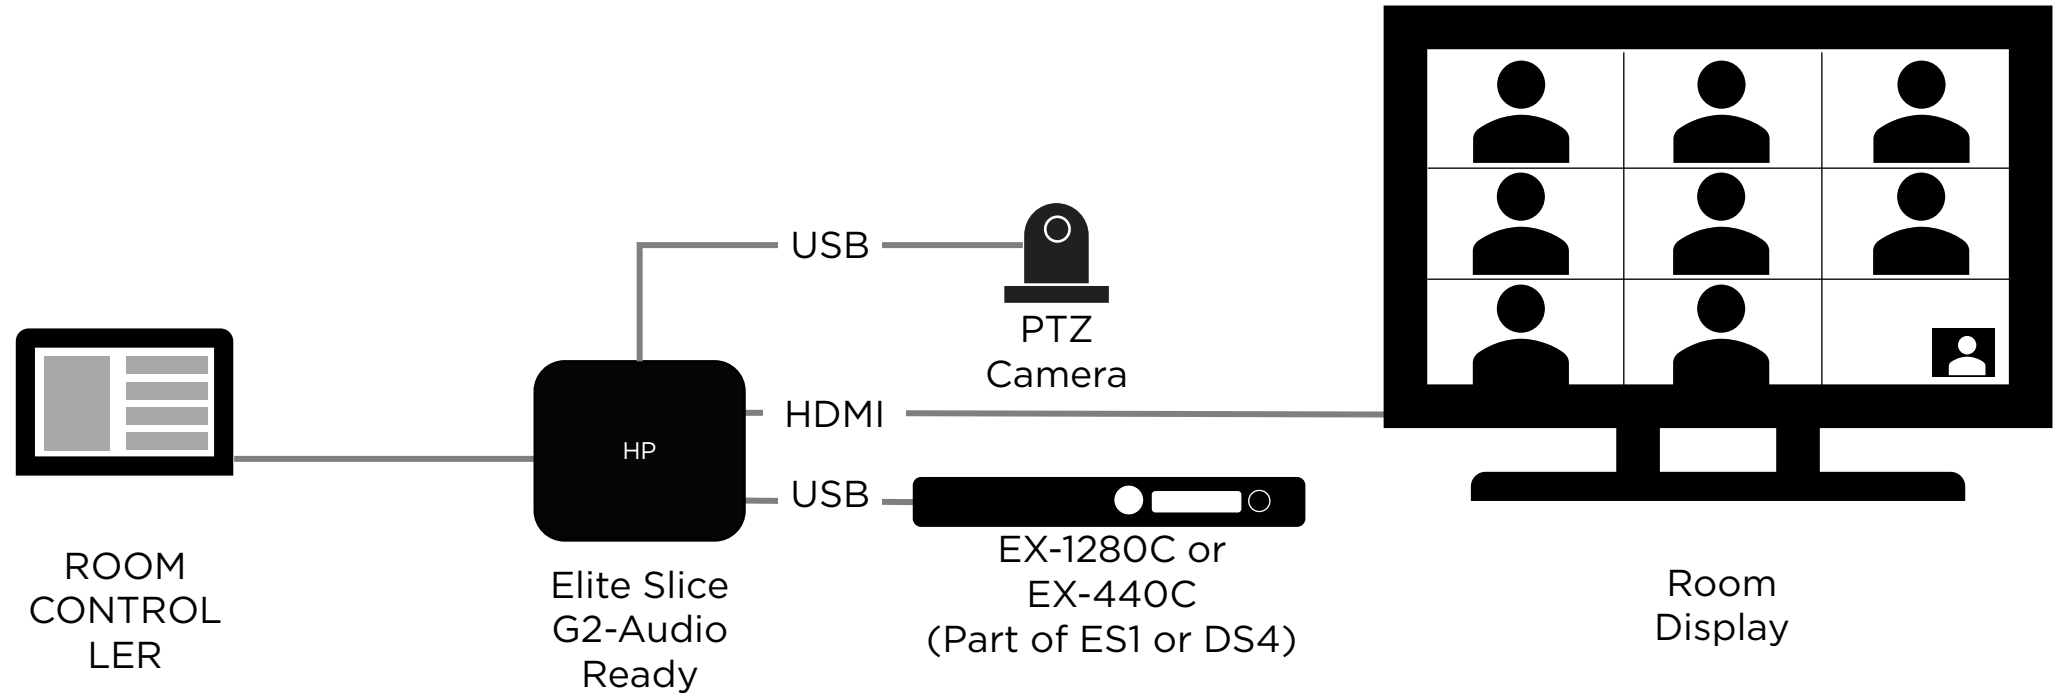 USB
PTZ
Camera
HDMI
HP
USB
EX-1280C or
EX-440C
(Part of ES1 or DS4)
ROOM
CONTROL
LER
Elite Slice
G2-Audio
Ready
Room
Display